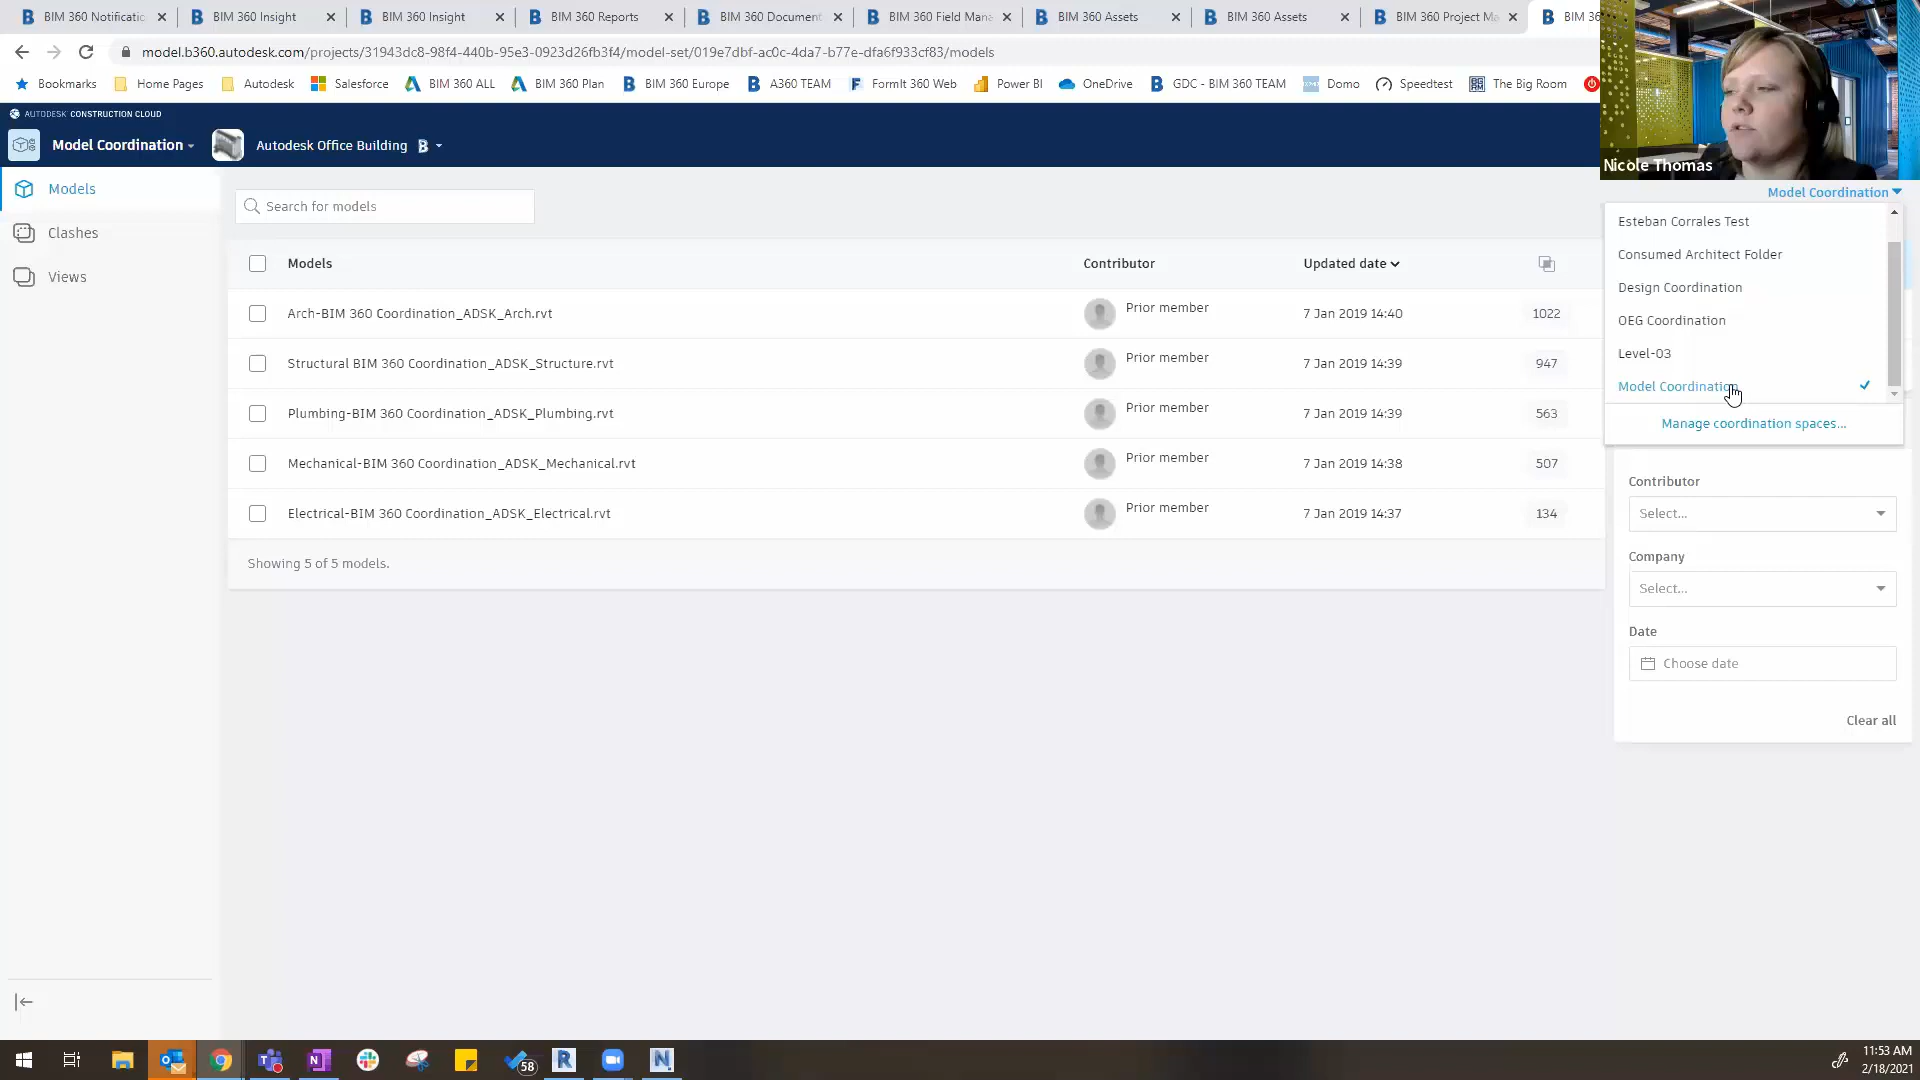 BIM 360 Notificatio
BIM 360 Insight
BIM 360 Insight
BIM 360 Reports
BIM 360 Document
BIM 360 Field Mana
BIM 360 Assets
BIM 360 Assets
BIM 360 Project Ma
BIM 36
model.b360.autodesk.com/projects/31943dc8-98f4-440b-95e3-0923d26fb3f4/model-set/019e7dbf-ac0c-4da7-b77e-dfa6f933cf83/models
Bookmarks
Home Pages
Autodesk
Salesforce
BIM 360 ALL
BIM 360 Plan
BIM 360 Europe
A360 TEAM
FormIt 360 Web
Power BI
OneDrive
GDC - BIM 360 TEAM
Domo
Speedtest
The Big Room
AUTODESK CONSTRUCTION CLOUD
Model Coordination
Autodesk Office Building
Nicole Thomas
Models
Clashes
Views
Search for models
Model Coordination
Models Contributor Updated date
Arch-BIM 360 Coordination_ADSK_Arch.rvt Prior member 7 Jan 2019 14:40 1022
Structural BIM 360 Coordination_ADSK_Structure.rvt Prior member 7 Jan 2019 14:39 947
Plumbing-BIM 360 Coordination_ADSK_Plumbing.rvt Prior member 7 Jan 2019 14:39 563
Mechanical-BIM 360 Coordination_ADSK_Mechanical.rvt Prior member 7 Jan 2019 14:38 507
Electrical-BIM 360 Coordination_ADSK_Electrical.rvt Prior member 7 Jan 2019 14:37 134
Showing 5 of 5 models.
Esteban Corrales Test
Consumed Architect Folder
Design Coordination
OEG Coordination
Level-03
Model Coordination
Manage coordination spaces...
Contributor
Select...
Company
Select...
Date
Choose date
Clear all
58
11:53 AM
2/18/2021